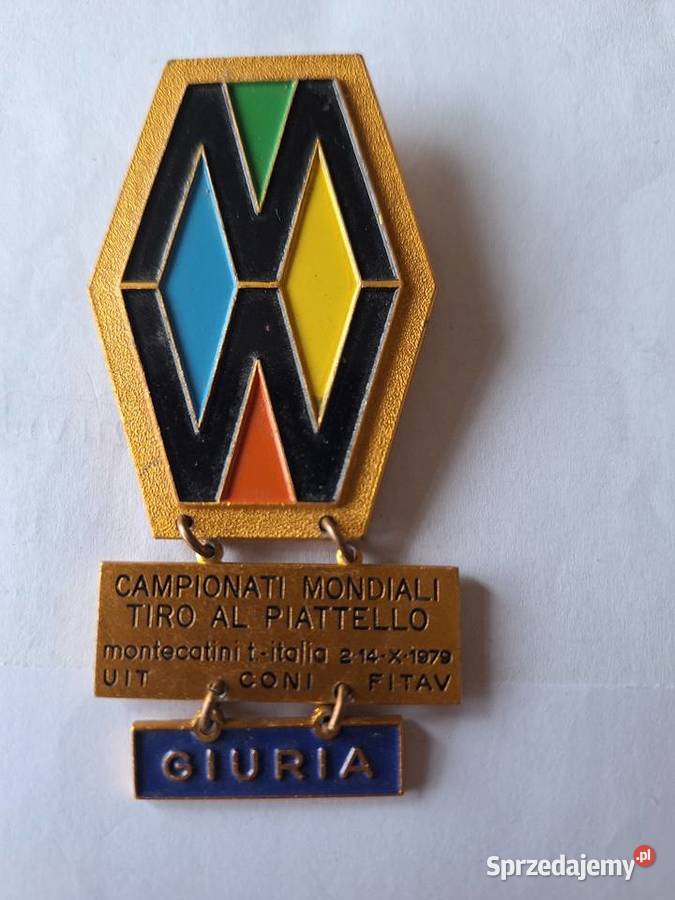 CAMPIONATI MONDIALI
TIRO AL PIATTELLO
montecatini t.-italia 2-14-X-1979
UIT CONI FITAV
GIURIA
Sprzedajemy.pl